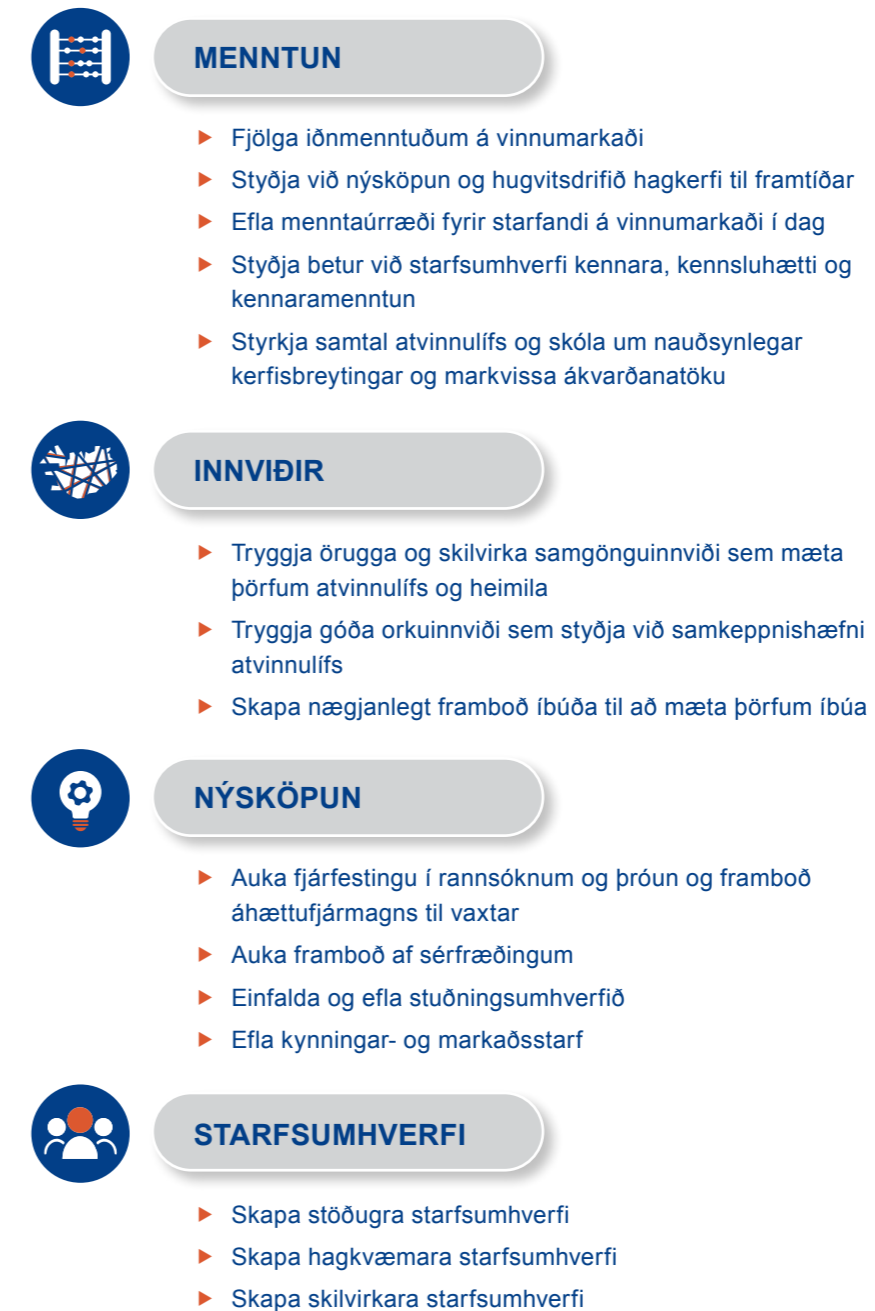 MENNTUN
Fjölga iðnmenntuðum á vinnumarkaði
Styðja við nýsköpun og hugvitsdrifið hagkerfi til framtíðar
Efla menntaúrræði fyrir starfandi á vinnumarkaði í dag
Styðja betur við starfsumhverfi kennara, kennsluhætti og
kennaramenntun
Styrkja samtal atvinnulífs og skóla um nauðsynlegar
kerfisbreytingar og markvissa ákvarðanatöku
INNVIÐIR
Tryggja örugga og skilvirka samgönguinnviði sem mæta
þörfum atvinnulífs og heimila
Tryggja góða orkuinnviði sem styðja við samkeppnishæfni
atvinnulífs
Skapa nægjanlegt framboð íbúða til að mæta þörfum íbúa
NÝSKÖPUN
Auka fjárfestingu í rannsóknum og þróun og framboð
áhættufjármagns til vaxtar
Auka framboð af sérfræðingum
Einfalda og efla stuðningsumhverfið
Efla kynningar- og markaðsstarf
STARFSUMHVERFI
Skapa stöðugra starfsumhverfi
Skapa hagkvæmara starfsumhverfi
Skapa skilvirkara starfsumhverfi